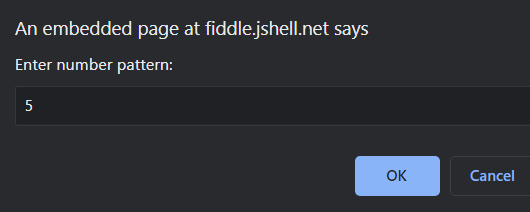 An embedded page at fiddle.jshell.net says
Enter number pattern:
5
OK Cancel